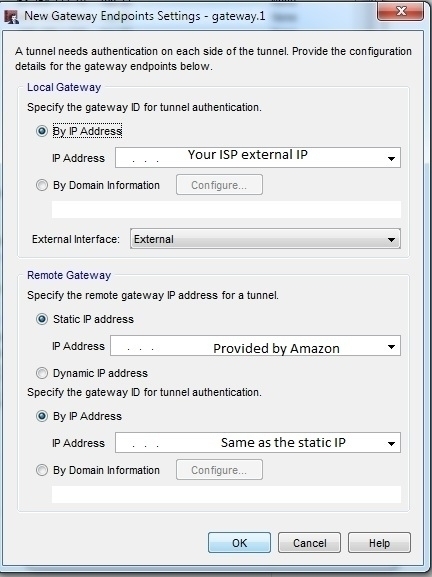 New Gateway Endpoints Settings - gateway.1
A tunnel needs authentication on each side of the tunnel. Provide the configuration
details for the gateway endpoints below.
Local Gateway
Specify the gateway ID for tunnel authentication.
By IP Address
IP Address . . . Your ISP external IP
By Domain Information Configure...
External Interface: External
Remote Gateway
Specify the remote gateway IP address for a tunnel.
Static IP address
IP Address . . . Provided by Amazon
Dynamic IP address
Specify the gateway ID for tunnel authentication.
By IP Address
IP Address . . . Same as the static IP
By Domain Information Configure...
OK Cancel Help